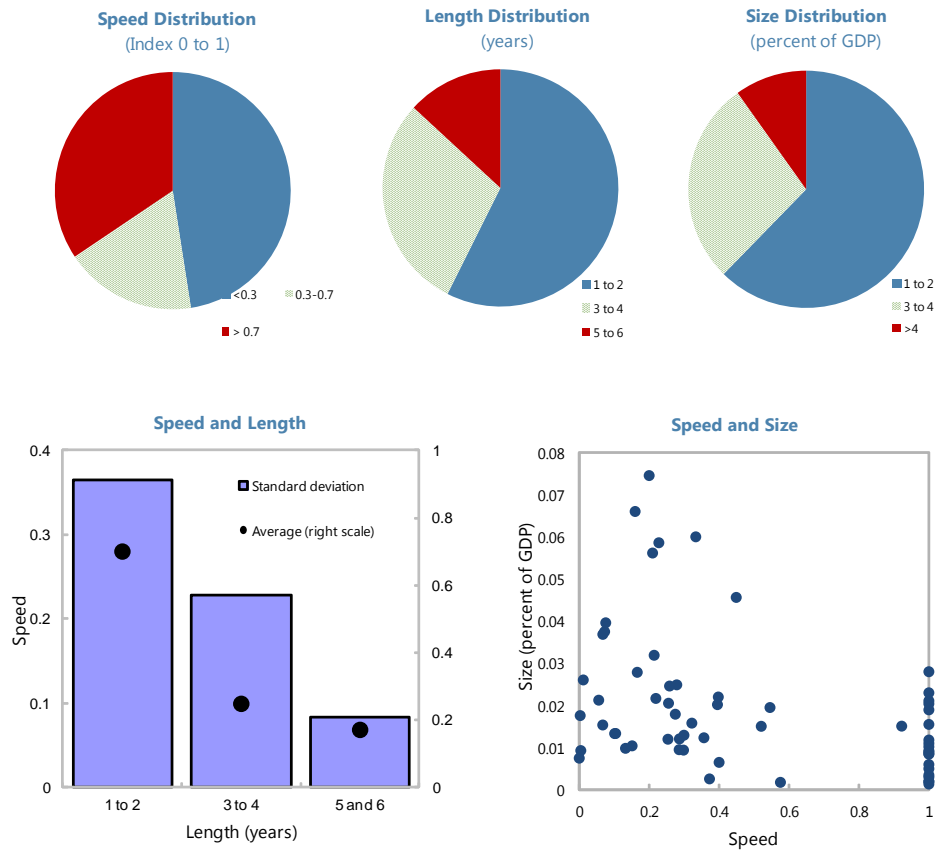 Speed Distribution
(Index 0 to 1)
<0.3
0.3-0.7
> 0.7
Length Distribution
(years)
1 to 2
3 to 4
5 to 6
Size Distribution
(percent of GDP)
1 to 2
3 to 4
>4
Speed and Length
0.4
0.3
0.2
0.1
0
Speed
1
0.8
0.6
0.4
0.2
0
Standard deviation
Average (right scale)
1 to 2
3 to 4
5 and 6
Length (years)
Speed and Size
0.08
0.07
0.06
0.05
0.04
0.03
0.02
0.01
0
Size (percent of GDP)
0
0.2
0.4
0.6
0.8
1
Speed